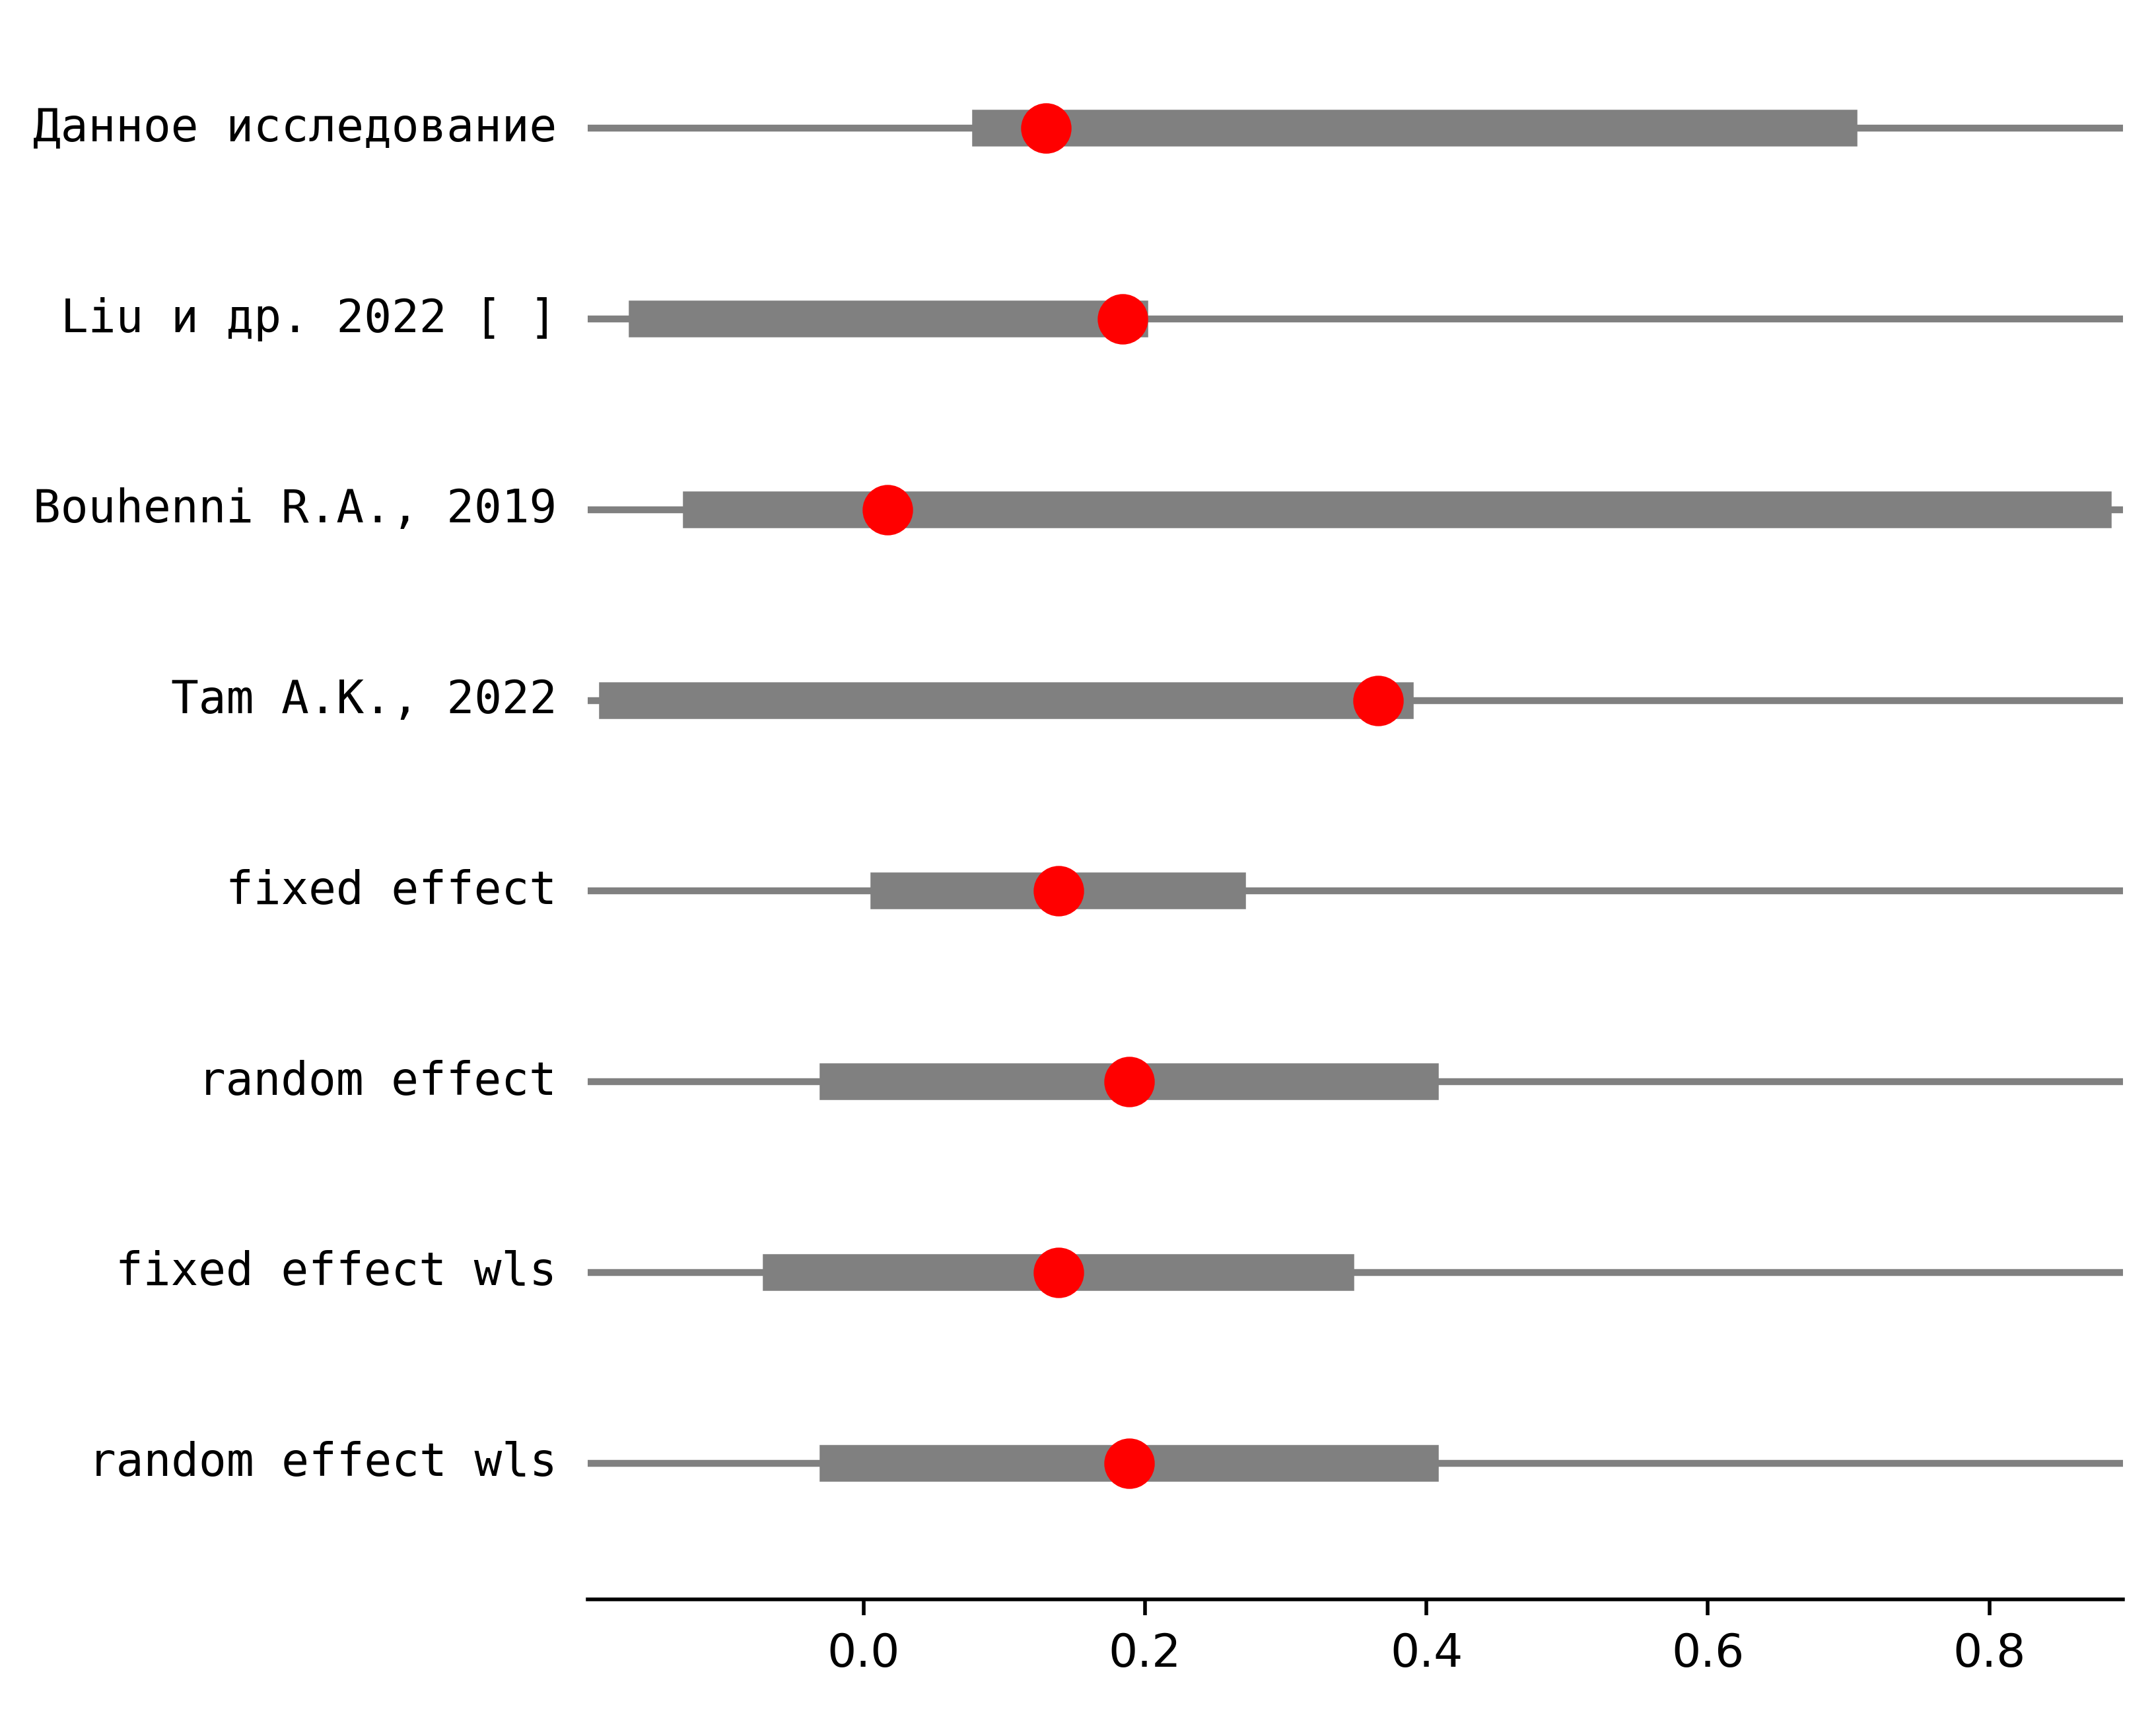 Данное исследование
Liu и др. 2022 [ ]
Bouhenni R.A., 2019
Tam A.K., 2022
fixed effect
random effect
fixed effect wls
random effect wls
0.0 0.2 0.4 0.6 0.8